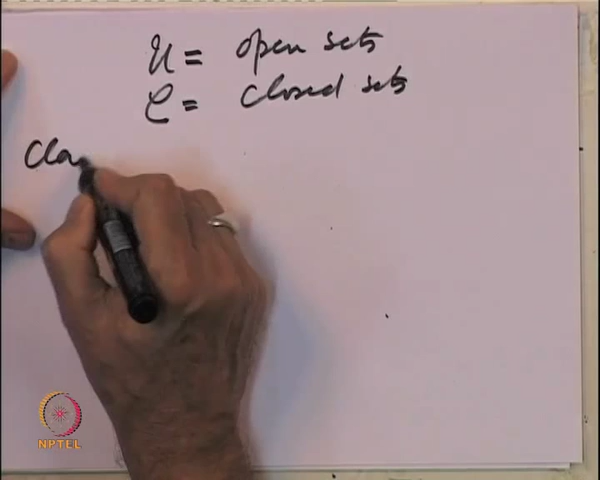 𝒰 = open sets
𝒞 = closed sets
Cla
NPTEL